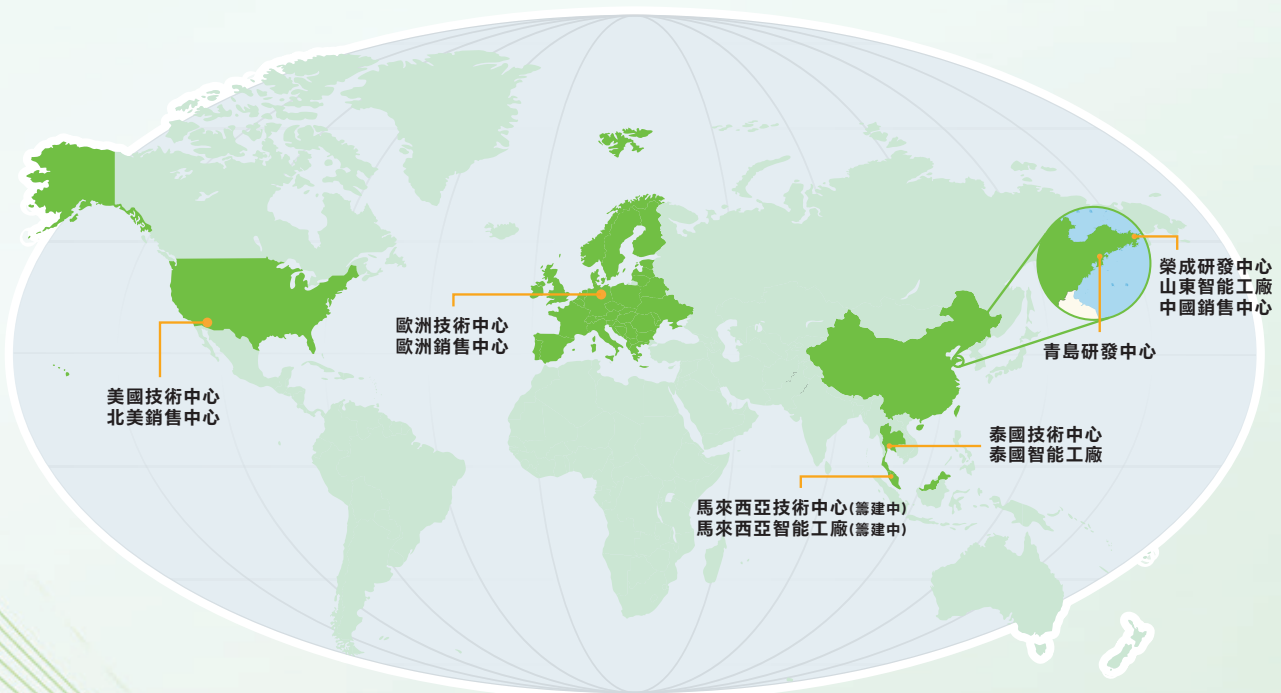 榮成研發中心
山東智能工廠
中國銷售中心
青島研發中心
歐洲技術中心
歐洲銷售中心
美國技術中心
北美銷售中心
泰國技術中心
泰國智能工廠
馬來西亞技術中心(籌建中)
馬來西亞智能工廠(籌建中)